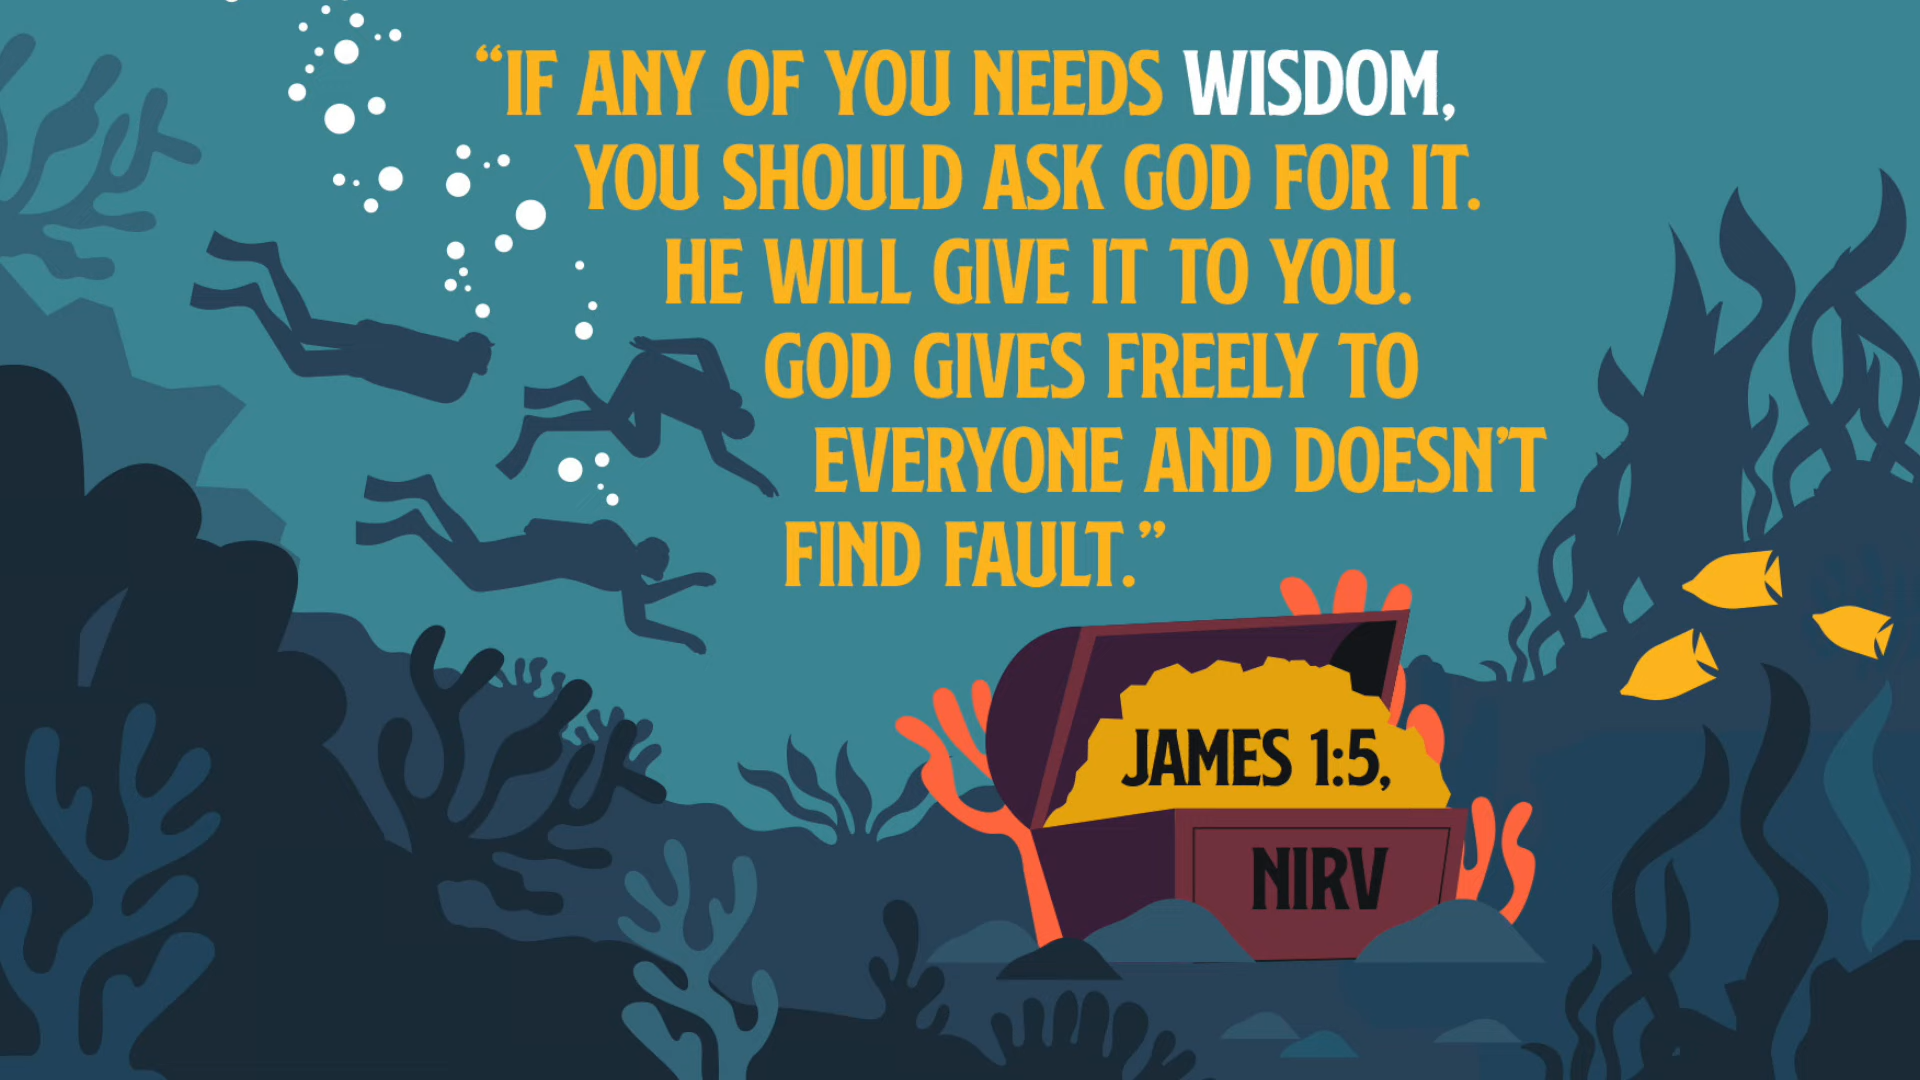 “IF ANY OF YOU NEEDS WISDOM,
YOU SHOULD ASK GOD FOR IT.
HE WILL GIVE IT TO YOU.
GOD GIVES FREELY TO
EVERYONE AND DOESN’T
FIND FAULT.”
JAMES 1:5,
NIRV